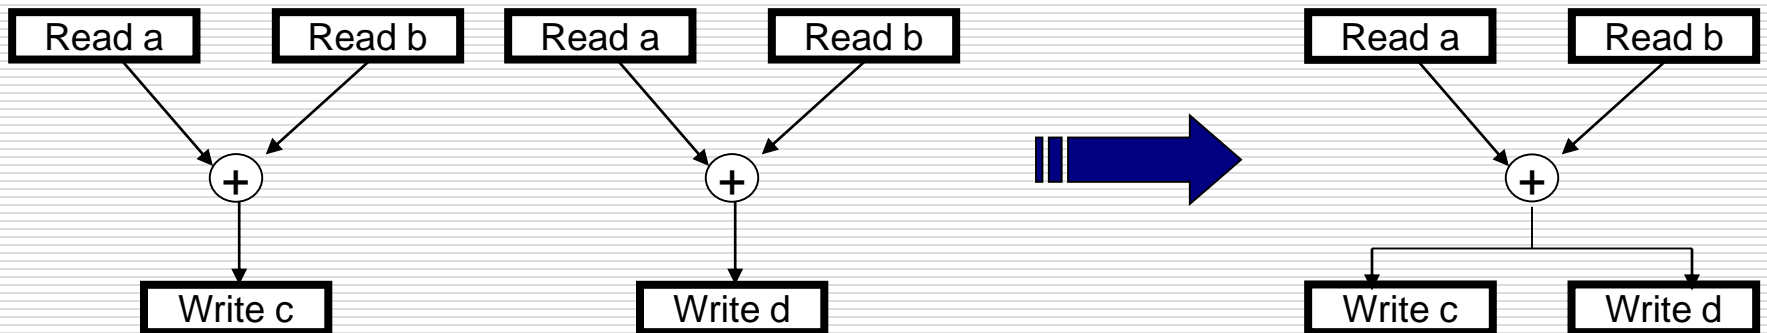 Read a Read b Read a Read b Read a Read b
+ + +
Write c Write d Write c Write d